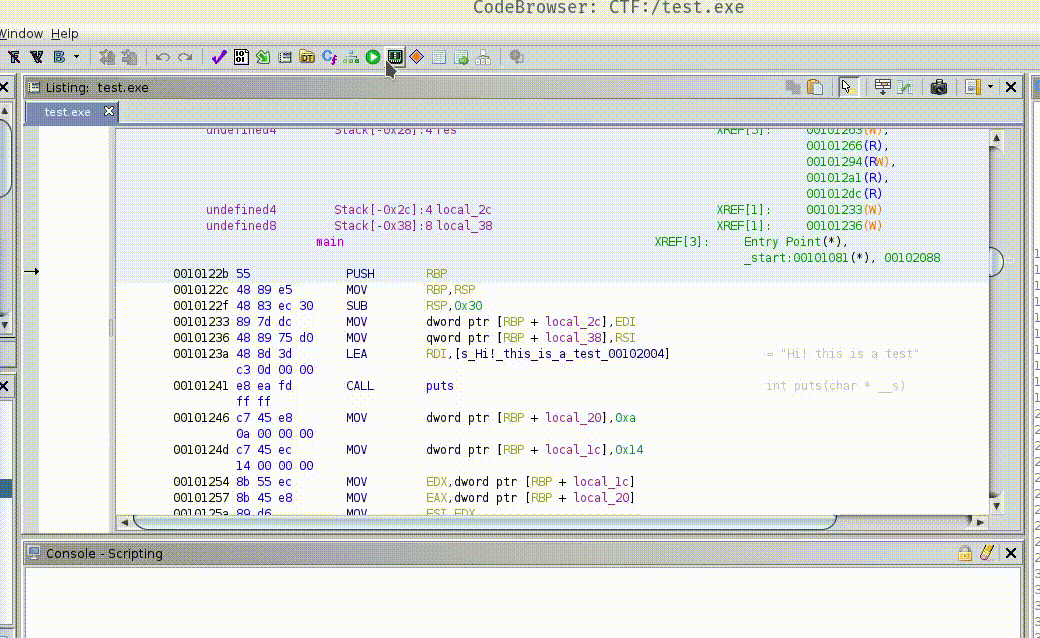 CodeBrowser: CTF:/test.exe
Window Help
Listing: test.exe
test.exe
undefined4 Stack[-0x28]:4 res XREF[5]: 00101263(W),
00101266(R),
00101294(RW),
001012a1(R),
001012dc(R)
undefined4 Stack[-0x2c]:4 local_2c XREF[1]: 00101233(W)
undefined8 Stack[-0x38]:8 local_38 XREF[1]: 00101236(W)
main XREF[3]: Entry Point(*),
_start:00101081(*), 00102088
0010122b 55 PUSH RBP
0010122c 48 89 e5 MOV RBP,RSP
0010122f 48 83 ec 30 SUB RSP,0x30
00101233 89 7d dc MOV dword ptr [RBP + local_2c],EDI
00101236 48 89 75 d0 MOV qword ptr [RBP + local_38],RSI
0010123a 48 8d 3d LEA RDI,[s_Hi!_this_is_a_test_00102004] = "Hi! this is a test"
c3 0d 00 00
00101241 e8 ea fd CALL puts int puts(char * __s)
ff ff
00101246 c7 45 e8 MOV dword ptr [RBP + local_20],0xa
0a 00 00 00
0010124d c7 45 ec MOV dword ptr [RBP + local_1c],0x14
14 00 00 00
00101254 8b 55 ec MOV EDX,dword ptr [RBP + local_1c]
00101257 8b 45 e8 MOV EAX,dword ptr [RBP + local_20]
0010125a 89 d6 MOV ESI,EDX
Console - Scripting